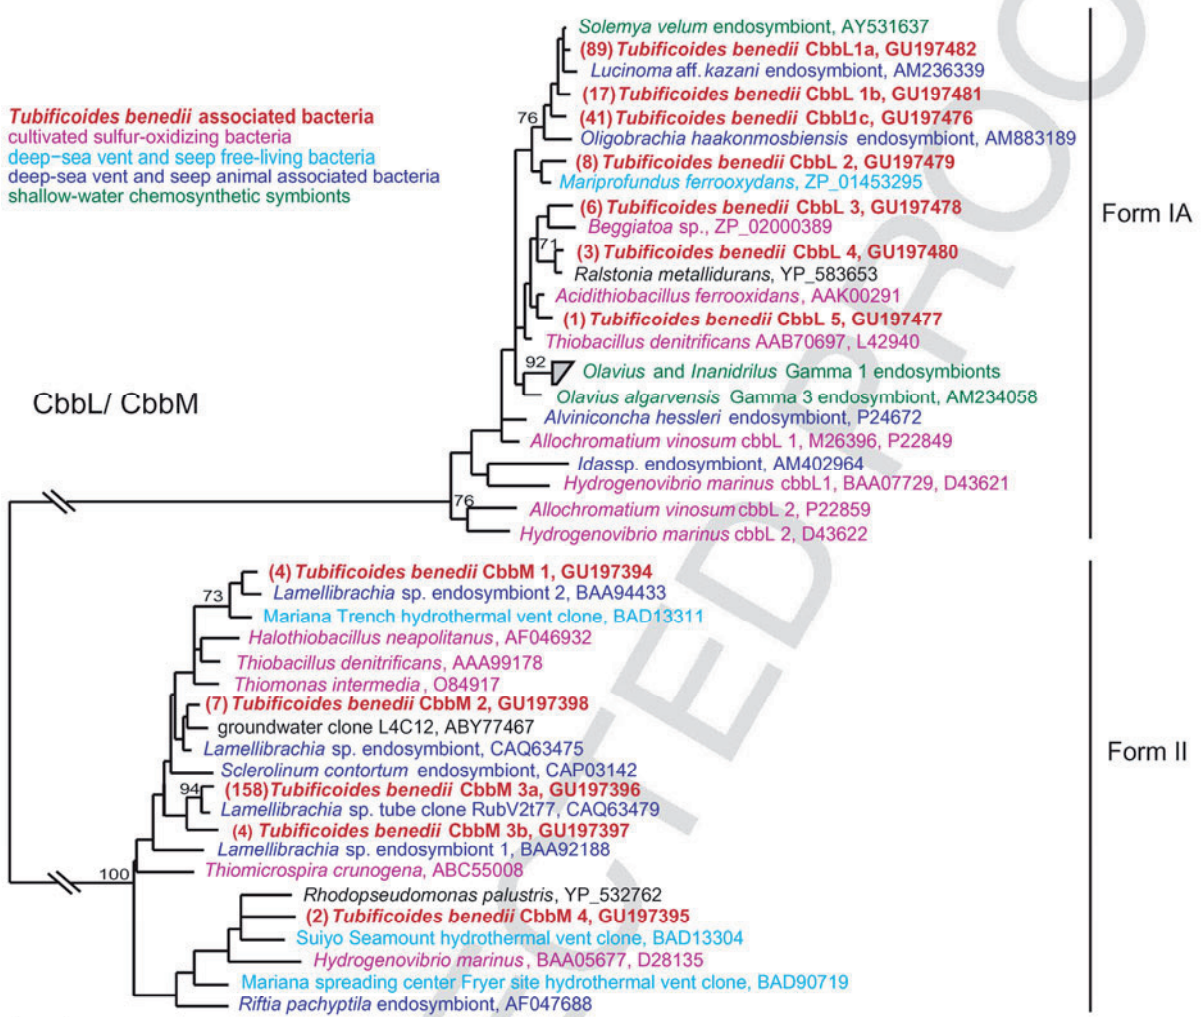 Solemya velum endosymbiont, AY531637
(89) Tubificoides benedii CbbL1a, GU197482
Lucinoma aff. kazani endosymbiont, AM236339
(17) Tubificoides benedii CbbL 1b, GU197481
76
(41) Tubificoides benedii CbbL1c, GU197476
Oligobrachia haakonmosbiensis endosymbiont, AM883189
(8) Tubificoides benedii CbbL 2, GU197479
Mariprofundus ferrooxydans, ZP_01453295
(6) Tubificoides benedii CbbL 3, GU197478
Beggiatoa sp., ZP_02000389
71
(3) Tubificoides benedii CbbL 4, GU197480
Ralstonia metallidurans, YP_583653
Acidithiobacillus ferrooxidans, AAK00291
(1) Tubificoides benedii CbbL 5, GU197477
Thiobacillus denitrificans AAB70697, L42940
92
Olavius and Inanidrilus Gamma 1 endosymbionts
Olavius algarvensis Gamma 3 endosymbiont, AM234058
Alviniconcha hessleri endosymbiont, P24672
Allochromatium vinosum cbbL 1, M26396, P22849
Idassp. endosymbiont, AM402964
Hydrogenovibrio marinus cbbL1, BAA07729, D43621
76
Allochromatium vinosum cbbL 2, P22859
Hydrogenovibrio marinus cbbL 2, D43622
Form IA
Tubificoides benedii associated bacteria
cultivated sulfur-oxidizing bacteria
deep-sea vent and seep free-living bacteria
deep-sea vent and seep animal associated bacteria
shallow-water chemosynthetic symbionts
CbbL/ CbbM
(4) Tubificoides benedii CbbM 1, GU197394
73
Lamellibrachia sp. endosymbiont 2, BAA94433
Mariana Trench hydrothermal vent clone, BAD13311
Halothiobacillus neapolitanus, AF046932
Thiobacillus denitrificans, AAA99178
Thiomonas intermedia, O84917
(7) Tubificoides benedii CbbM 2, GU197398
groundwater clone L4C12, ABY77467
Lamellibrachia sp. endosymbiont, CAQ63475
Sclerolinum contortum endosymbiont, CAP03142
94
(158) Tubificoides benedii CbbM 3a, GU197396
Lamellibrachia sp. tube clone RubV2t77, CAQ63479
(4) Tubificoides benedii CbbM 3b, GU197397
Lamellibrachia sp. endosymbiont 1, BAA92188
100
Thiomicrospira crunogena, ABC55008
Rhodopseudomonas palustris, YP_532762
(2) Tubificoides benedii CbbM 4, GU197395
Suiyo Seamount hydrothermal vent clone, BAD13304
Hydrogenovibrio marinus, BAA05677, D28135
Mariana spreading center Fryer site hydrothermal vent clone, BAD90719
Riftia pachyptila endosymbiont, AF047688
Form II
CTED PROO